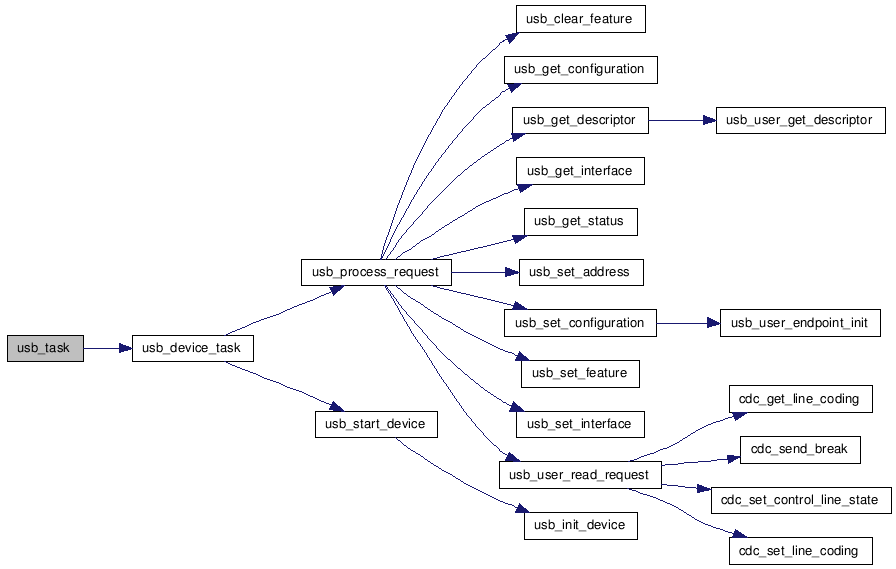 usb_clear_feature
usb_get_configuration
usb_get_descriptor
usb_user_get_descriptor
usb_get_interface
usb_get_status
usb_process_request
usb_set_address
usb_set_configuration
usb_user_endpoint_init
usb_task
usb_device_task
usb_set_feature
cdc_get_line_coding
usb_start_device
usb_set_interface
cdc_send_break
usb_user_read_request
cdc_set_control_line_state
usb_init_device
cdc_set_line_coding